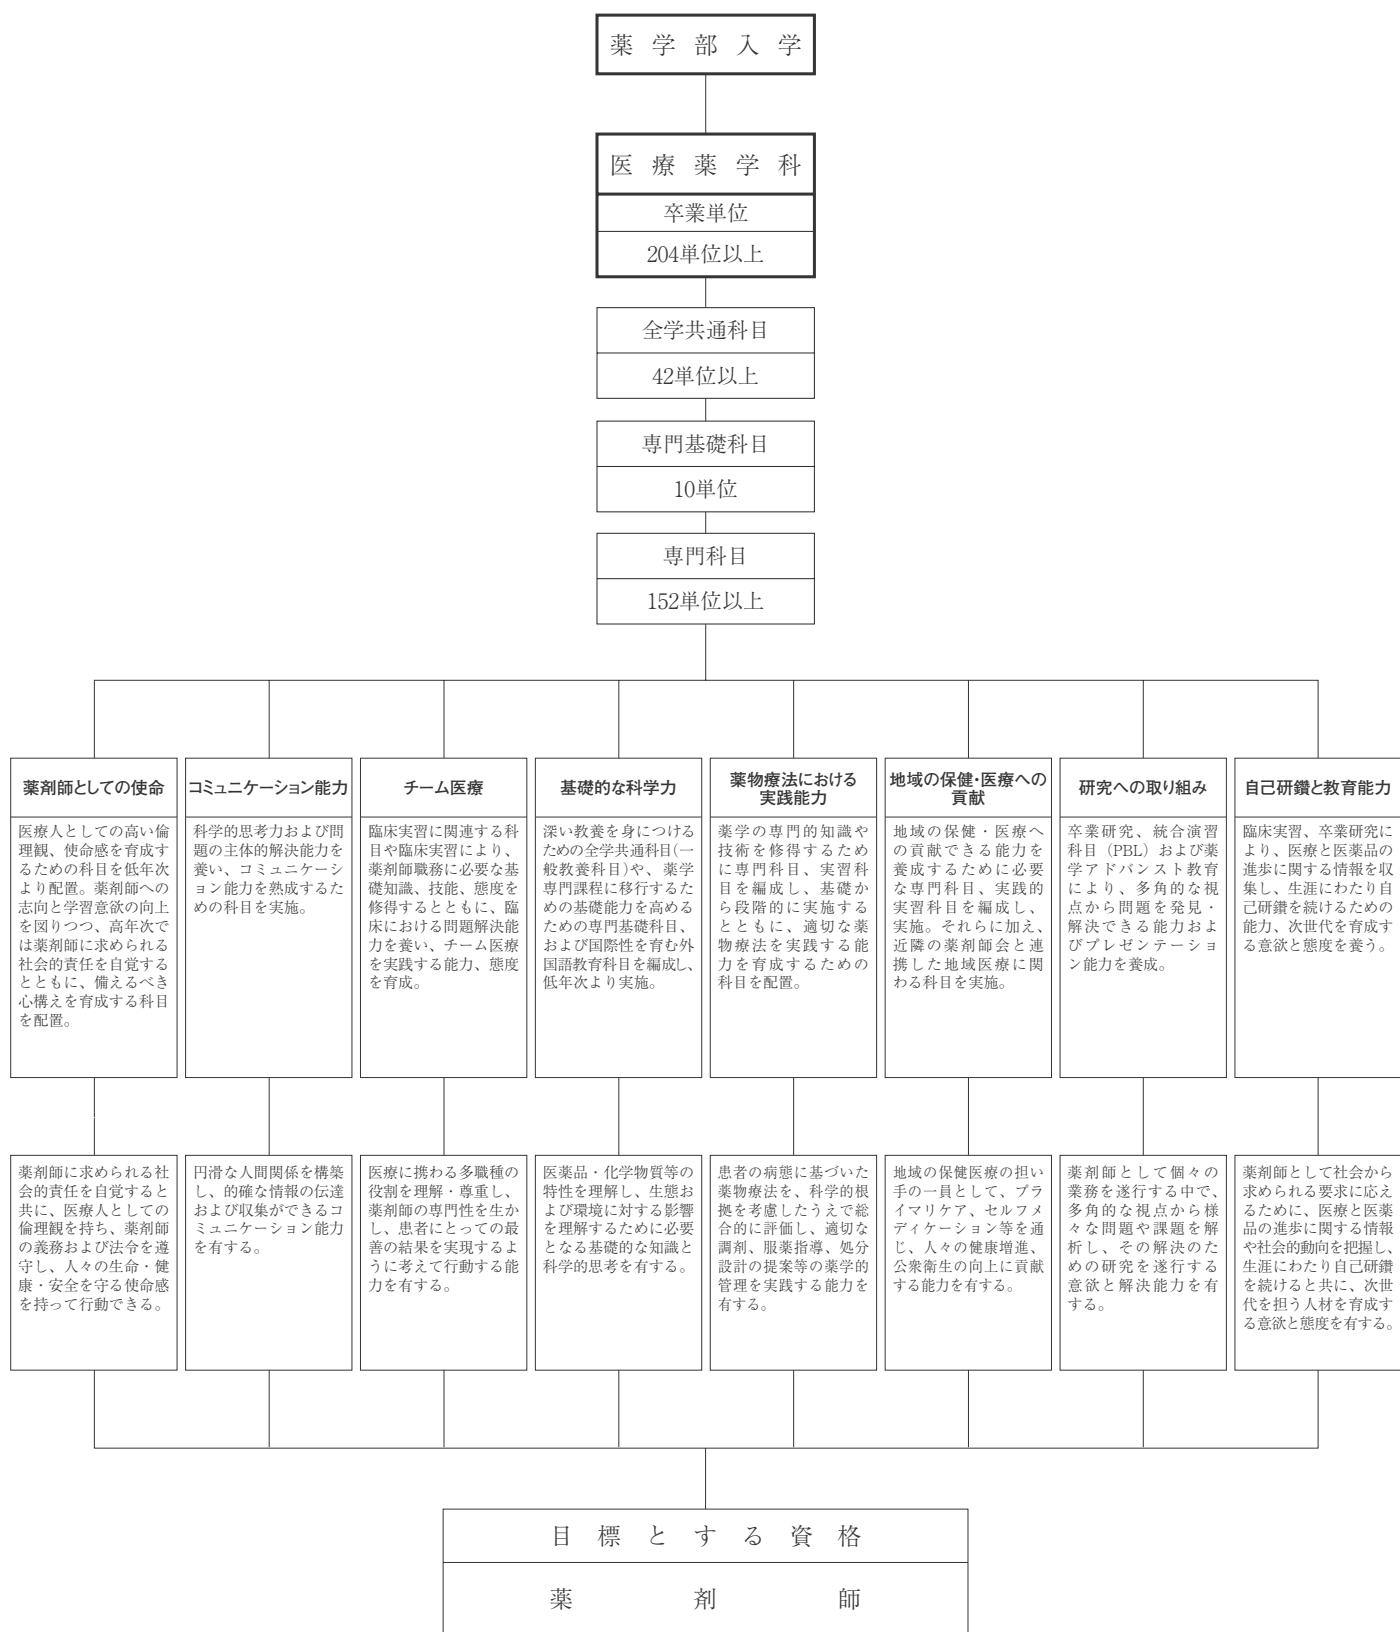 薬学部入学
医療薬学科
卒業単位
204単位以上
全学共通科目
42単位以上
専門基礎科目
10単位
専門科目
152単位以上
薬剤師としての使命
医療人としての高い倫
理観、使命感を育成す
るための科目を低年次
より配置。薬剤師への
志向と学習意欲の向上
を図りつつ、高年次で
は薬剤師に求められる
社会的責任を自覚する
とともに、備えるべき
心構えを育成する科目
を配置。
コミュニケーション能力
科学的思考力および問
題の主体的解決能力を
養い、コミュニケーシ
ョン能力を熟成するた
めの科目を実施。
チーム医療
臨床実習に関連する科
目や臨床実習により、
薬剤師職務に必要な基
礎知識、技能、態度を
修得するとともに、臨
床における問題解決能
力を養い、チーム医療
を実践する能力、態度
を育成。
基礎的な科学力
深い教養を身につける
ための全学共通科目(一
般教養科目)や、薬学
専門課程に移行するた
めの基礎能力を高める
ための専門基礎科目、
および国際性を育む外
国語教育科目を編成し、
低年次より実施。
薬物療法における
実践能力
薬学の専門的知識や
技術を修得するため
に専門科目、実習科
目を編成し、基礎か
ら段階的に実施する
とともに、適切な薬
物療法を実践する能
力を育成するための
科目を配置。
地域の保健・医療への
貢献
地域の保健・医療へ
の貢献できる能力を
養成するために必要
な専門科目、実践的
実習科目を編成し、
実施。それらに加え、
近隣の薬剤師会と連
携した地域医療に関
わる科目を実施。
研究への取り組み
卒業研究、統合演習
科目（PBL）および薬
学アドバンスト教育
により、多角的な視
点から問題を発見・
解決できる能力およ
びプレゼンテーショ
ン能力を養成。
自己研鑽と教育能力
臨床実習、卒業研究に
より、医療と医薬品の
進歩に関する情報を収
集し、生涯にわたり自
己研鑽を続けるための
能力、次世代を育成す
る意欲と態度を養う。
薬剤師に求められる社
会的責任を自覚すると
共に、医療人としての
倫理観を持ち、薬剤師
の義務および法令を遵
守し、人々の生命・健
康・安全を守る使命感
を持って行動できる。
円滑な人間関係を構築
し、的確な情報の伝達
および収集ができるコ
ミュニケーション能力
を有する。
医療に携わる多職種の
役割を理解・尊重し、
薬剤師の専門性を生か
し、患者にとっての最
善の結果を実現するよ
うに考えて行動する能
力を有する。
医薬品・化学物質等の
特性を理解し、生態お
よび環境に対する影響
を理解するために必要
となる基礎的な知識と
科学的思考を有する。
患者の病態に基づいた
薬物療法を、科学的根
拠を考慮したうえで総
合的に評価し、適切な
調剤、服薬指導、処分
設計の提案等の薬学的
管理を実践する能力を
有する。
地域の保健医療の担い
手の一員として、プラ
イマリケア、セルフメ
ディケーション等を通
じ、人々の健康増進、
公衆衛生の向上に貢献
する能力を有する。
薬剤師として個々の
業務を遂行する中で、
多角的な視点から様
々な問題や課題を解
析し、その解決のた
めの研究を遂行する
意欲と解決能力を有
する。
薬剤師として社会から
求められる要求に応え
るために、医療と医薬
品の進歩に関する情報
や社会的動向を把握し、
生涯にわたり自己研鑽
を続けると共に、次世
代を担う人材を育成す
る意欲と態度を有する。
目標とする資格
薬剤師